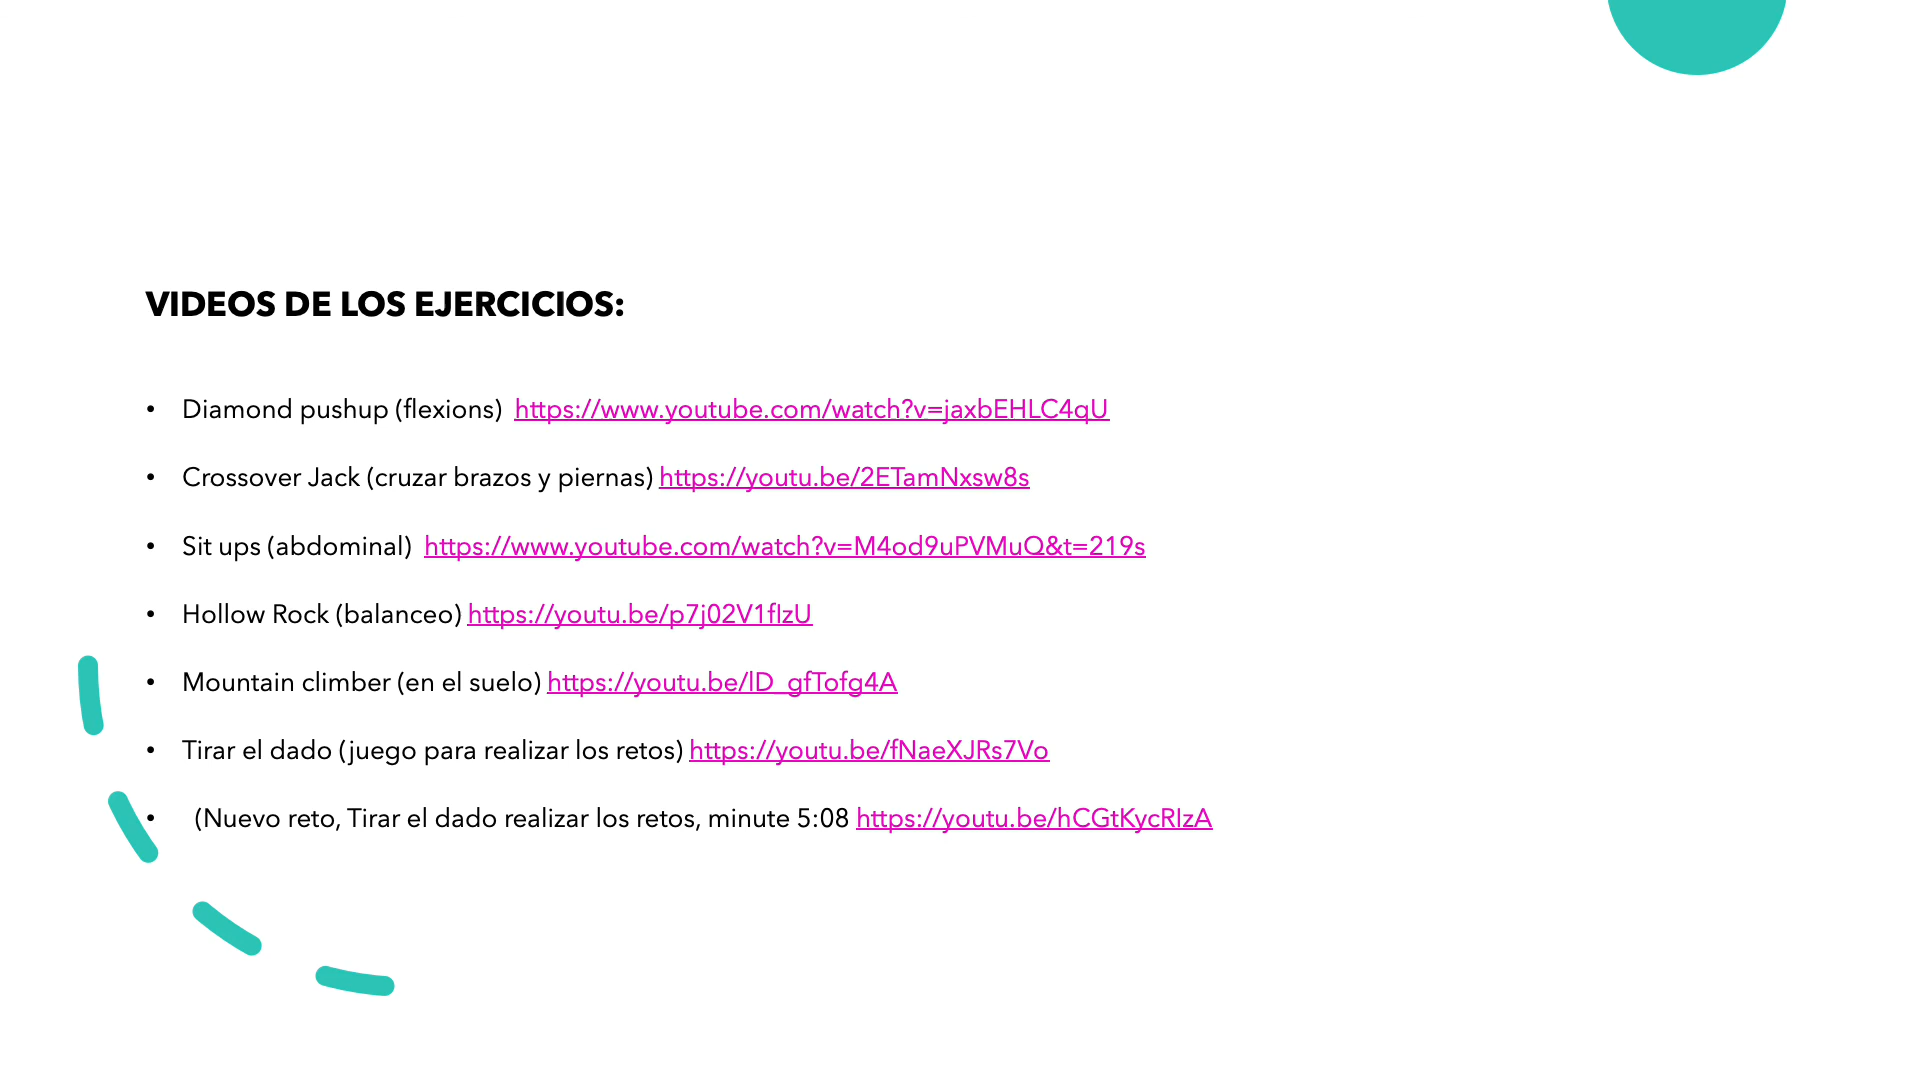 VIDEOS DE LOS EJERCICIOS:
• Diamond pushup (flexions) https://www.youtube.com/watch?v=jaxbEHLC4qU
• Crossover Jack (cruzar brazos y piernas) https://youtu.be/2ETamNxsw8s
• Sit ups (abdominal) https://www.youtube.com/watch?v=M4od9uPVMuQ&t=219s
• Hollow Rock (balanceo) https://youtu.be/p7j02V1fIzU
• Mountain climber (en el suelo) https://youtu.be/lD_gfTofg4A
• Tirar el dado (juego para realizar los retos) https://youtu.be/fNaeXJRs7Vo
• (Nuevo reto, Tirar el dado realizar los retos, minute 5:08 https://youtu.be/hCGtKycRIzA